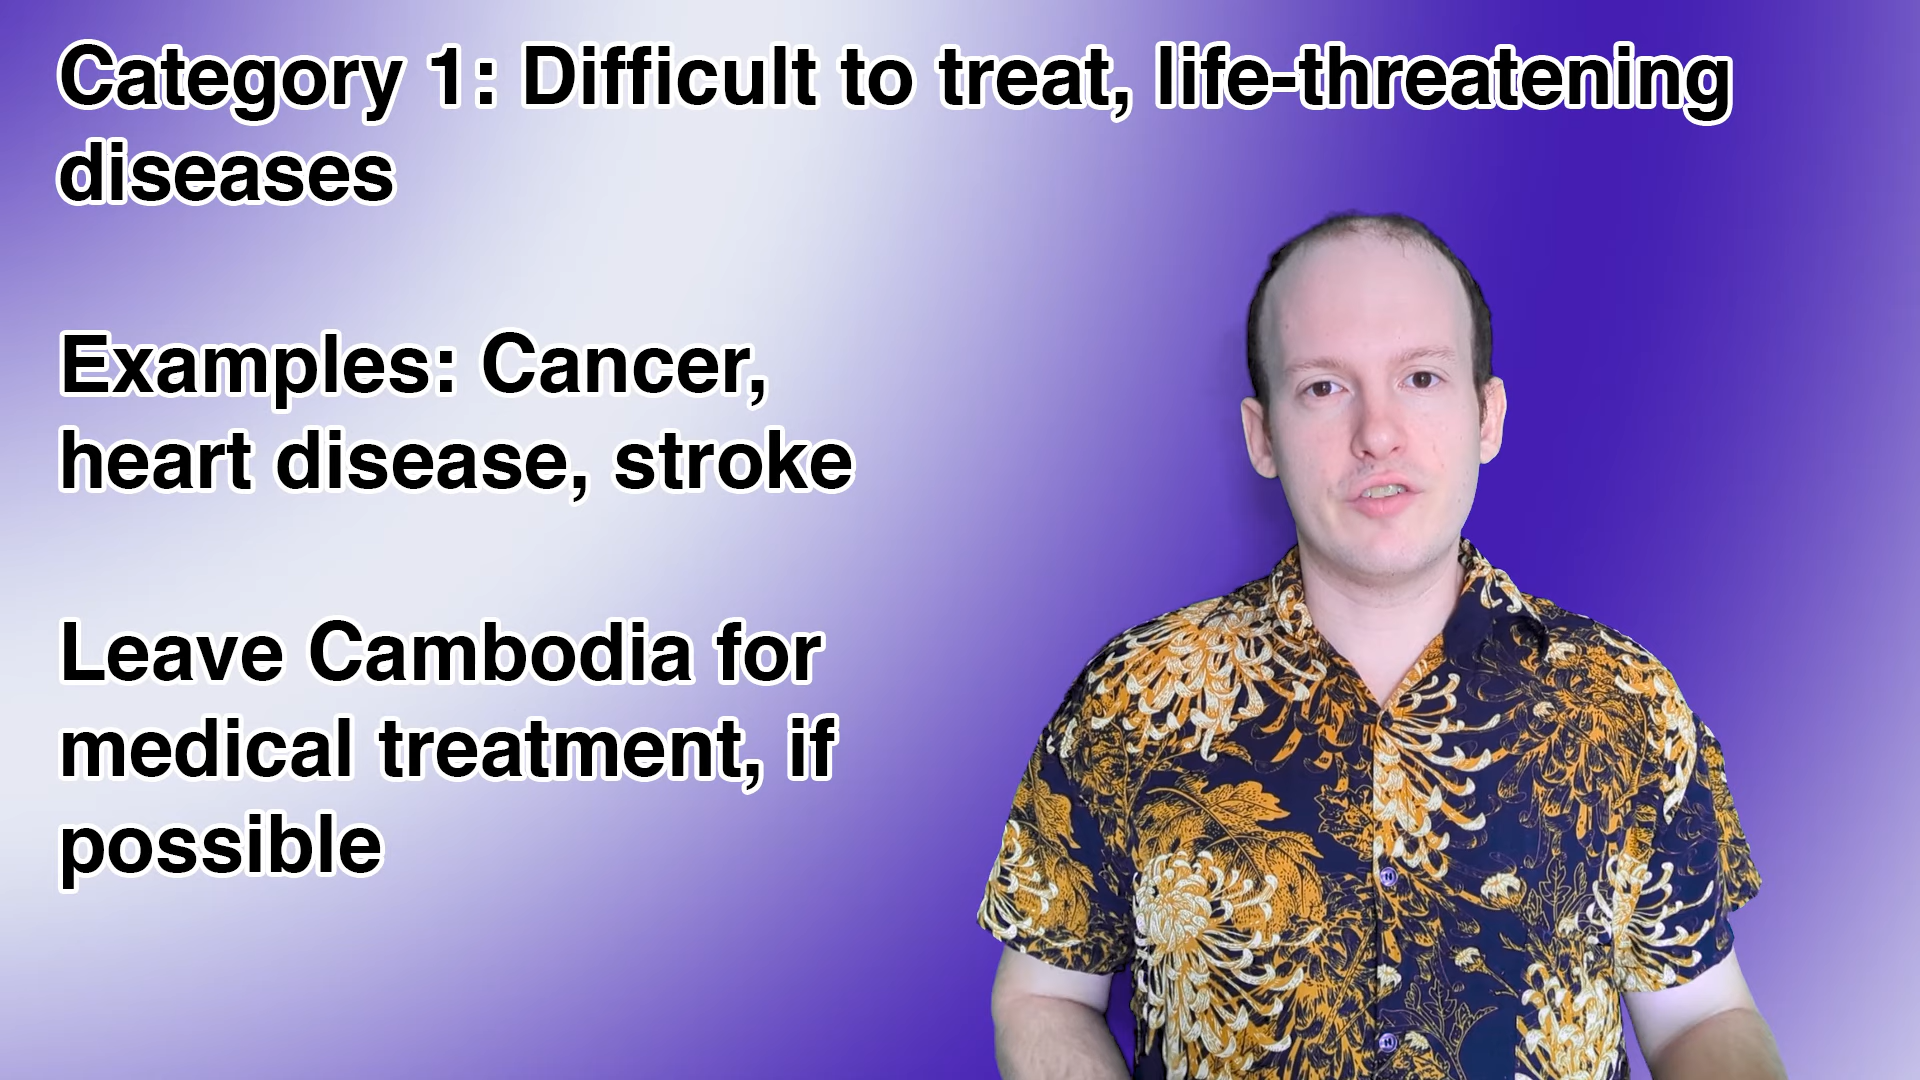 Category 1: Difficult to treat, life-threatening
diseases
Examples: Cancer,
heart disease, stroke
Leave Cambodia for
medical treatment, if
possible